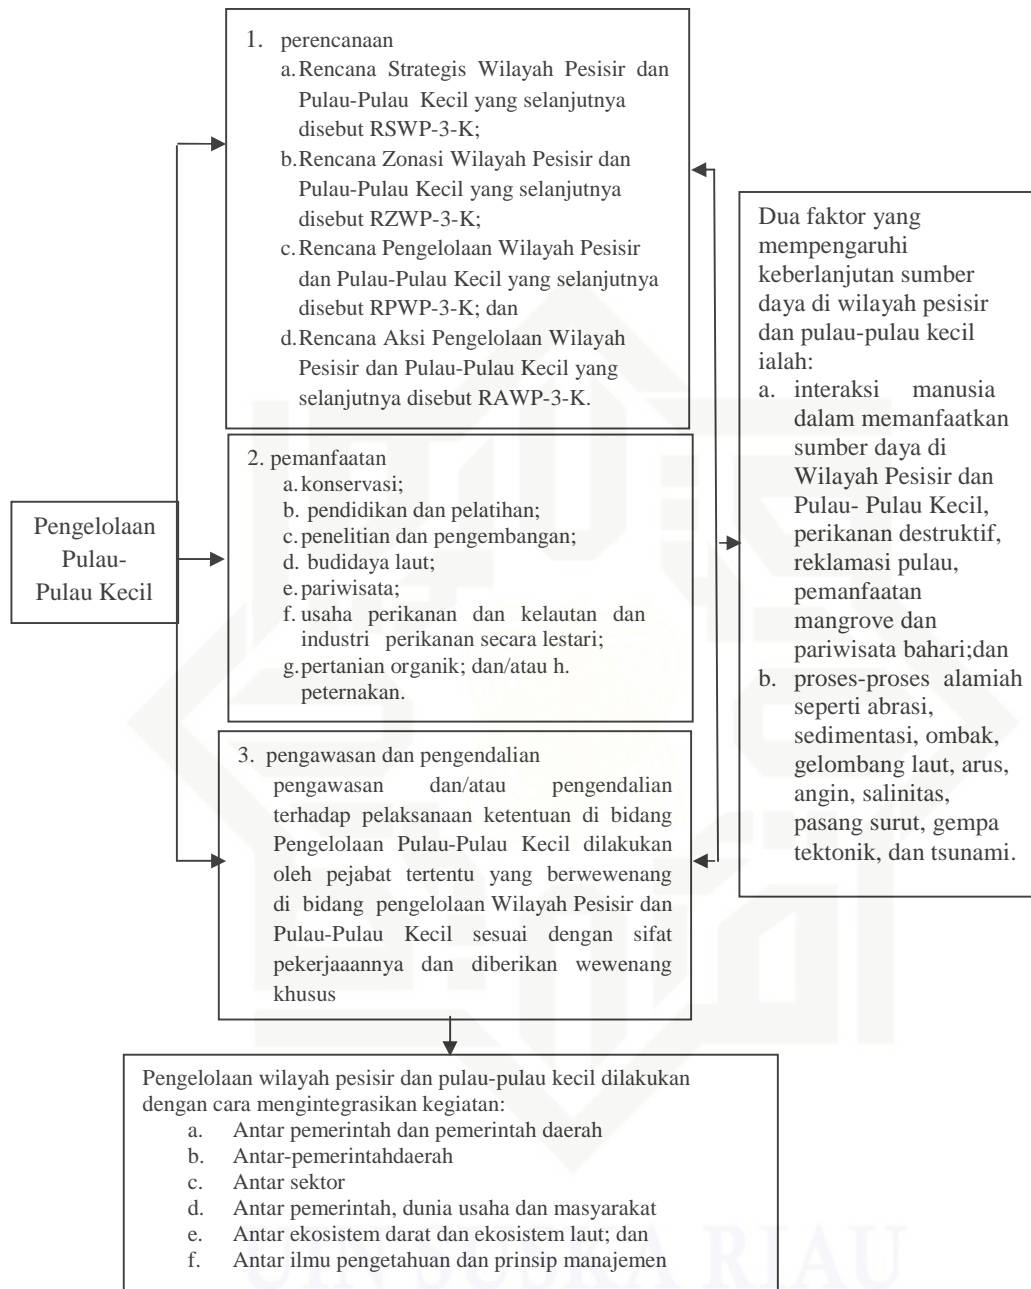 1. perencanaan
a.Rencana Strategis Wilayah Pesisir dan
Pulau-Pulau Kecil yang selanjutnya
disebut RSWP-3-K;
b.Rencana Zonasi Wilayah Pesisir dan
Pulau-Pulau Kecil yang selanjutnya
disebut RZWP-3-K;
c.Rencana Pengelolaan Wilayah Pesisir
dan Pulau-Pulau Kecil yang selanjutnya
disebut RPWP-3-K; dan
d.Rencana Aksi Pengelolaan Wilayah
Pesisir dan Pulau-Pulau Kecil yang
selanjutnya disebut RAWP-3-K.
Pengelolaan
Pulau-
Pulau Kecil
2. pemanfaatan
a.konservasi;
b. pendidikan dan pelatihan;
c.penelitian dan pengembangan;
d. budidaya laut;
e.pariwisata;
f. usaha perikanan dan kelautan dan
industri perikanan secara lestari;
g.pertanian organik; dan/atau h.
peternakan.
3. pengawasan dan pengendalian
pengawasan dan/atau pengendalian
terhadap pelaksanaan ketentuan di bidang
Pengelolaan Pulau-Pulau Kecil dilakukan
oleh pejabat tertentu yang berwewenang
di bidang pengelolaan Wilayah Pesisir dan
Pulau-Pulau Kecil sesuai dengan sifat
pekerjaaannya dan diberikan wewenang
khusus
Dua faktor yang
mempengaruhi
keberlanjutan sumber
daya di wilayah pesisir
dan pulau-pulau kecil
ialah:
a. interaksi manusia
dalam memanfaatkan
sumber daya di
Wilayah Pesisir dan
Pulau- Pulau Kecil,
perikanan destruktif,
reklamasi pulau,
pemanfaatan
mangrove dan
pariwisata bahari;dan
b. proses-proses alamiah
seperti abrasi,
sedimentasi, ombak,
gelombang laut, arus,
angin, salinitas,
pasang surut, gempa
tektonik, dan tsunami.
Pengelolaan wilayah pesisir dan pulau-pulau kecil dilakukan
dengan cara mengintegrasikan kegiatan:
a. Antar pemerintah dan pemerintah daerah
b. Antar-pemerintahdaerah
c. Antar sektor
d. Antar pemerintah, dunia usaha dan masyarakat
e. Antar ekosistem darat dan ekosistem laut; dan
f. Antar ilmu pengetahuan dan prinsip manajemen
UIN SUSKA RIAU